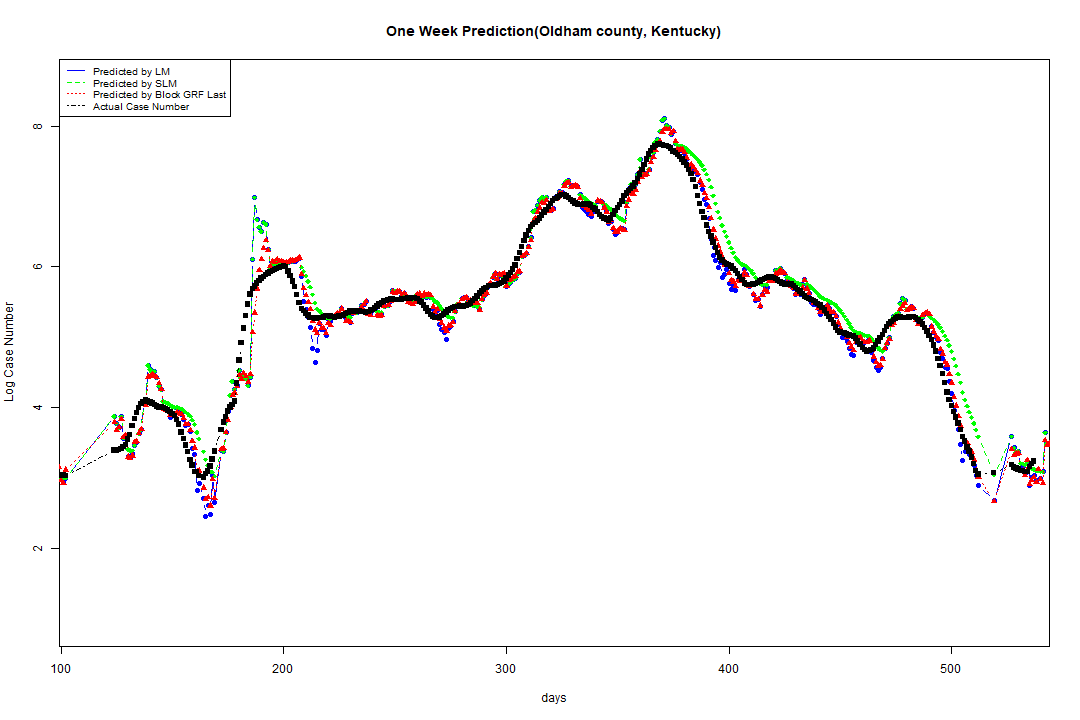 One Week Prediction(Oldham county, Kentucky)
Predicted by LM
Predicted by SLM
Predicted by Block GRF Last
Actual Case Number
8
6
4
2
Log Case Number
100 200 300 400 500
days